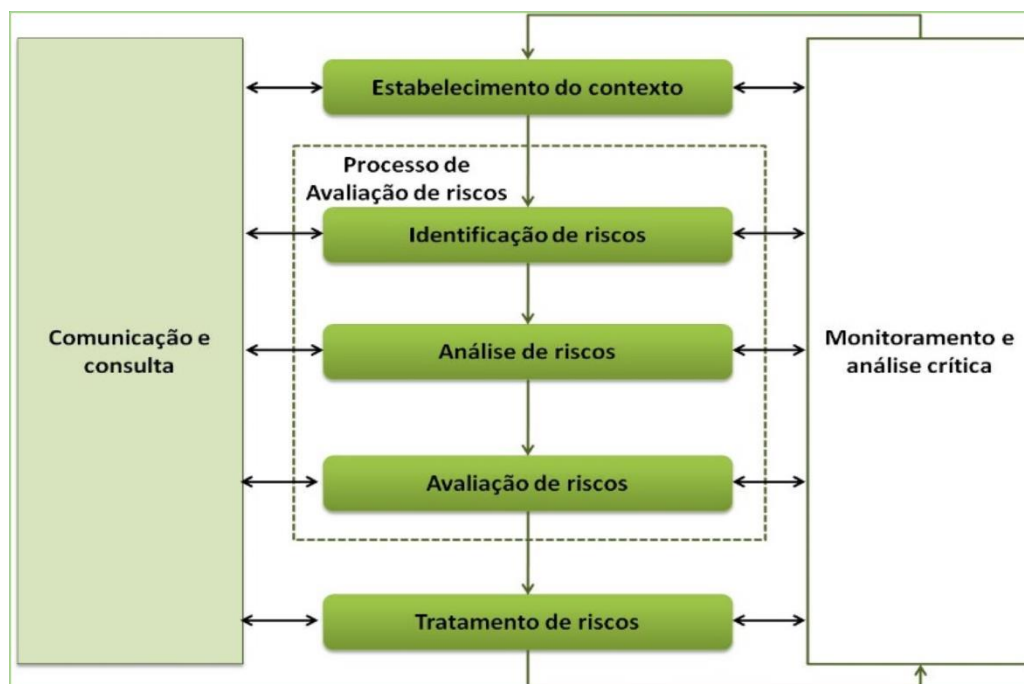 Estabelecimento do contexto
Processo de
Avaliação de riscos
Identificação de riscos
Comunicação e
consulta
Análise de riscos
Monitoramento e
análise crítica
Avaliação de riscos
Tratamento de riscos